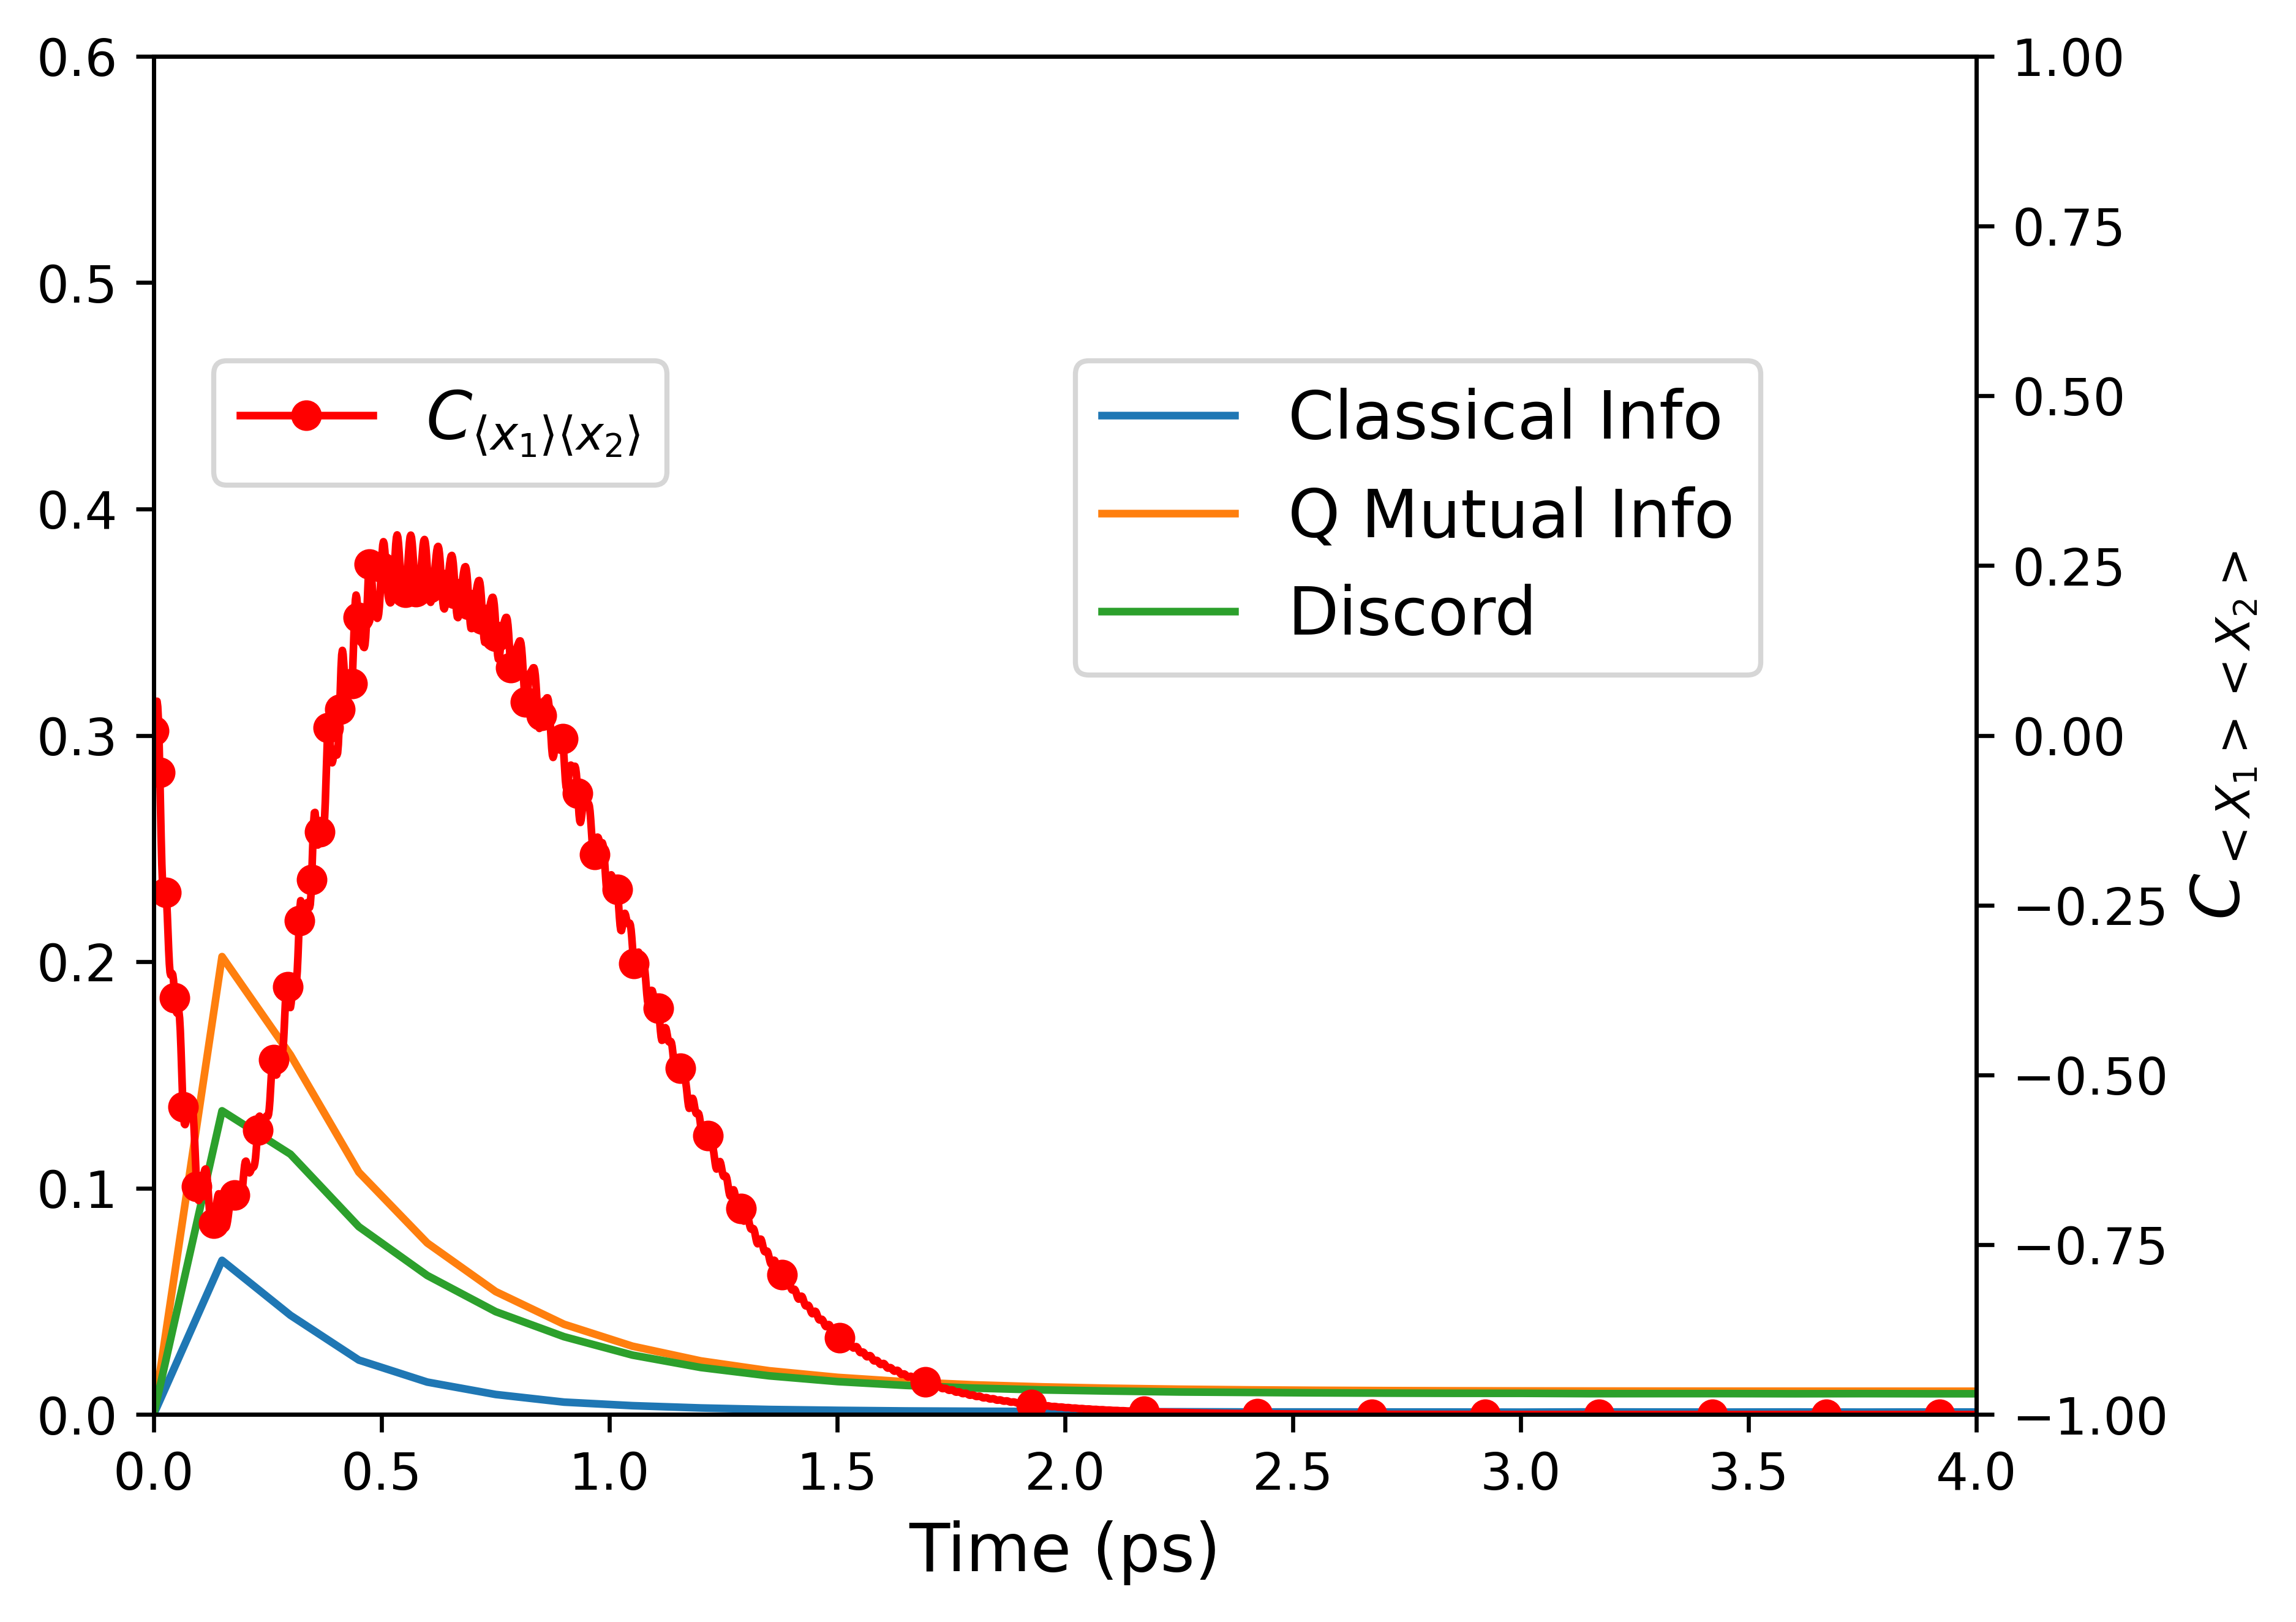 0.6
0.5
0.4
0.3
0.2
0.1
0.0
1.00
0.75
0.50
0.25
0.00
−0.25
−0.50
−0.75
−1.00
C⟨x₁⟩⟨x₂⟩
Classical Info
Q Mutual Info
Discord
C <X₁> <X₂>
0.0 0.5 1.0 1.5 2.0 2.5 3.0 3.5 4.0
Time (ps)